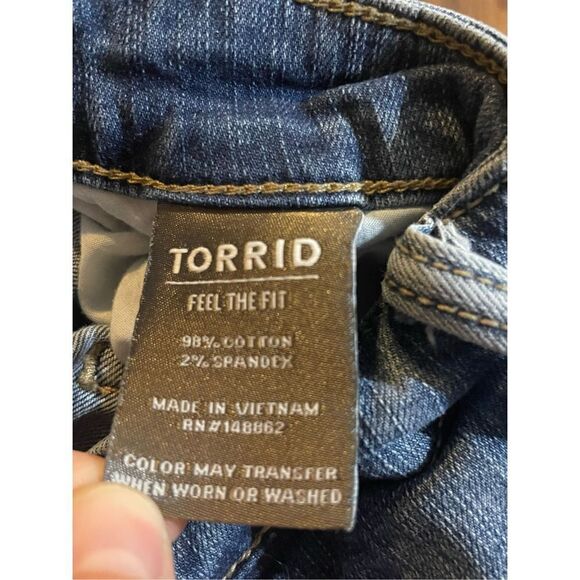 TORRID
FEEL THE FIT
98% COTTON
2% SPANDEX
MADE IN VIETNAM
RN#148862
COLOR MAY TRANSFER
WHEN WORN OR WASHED